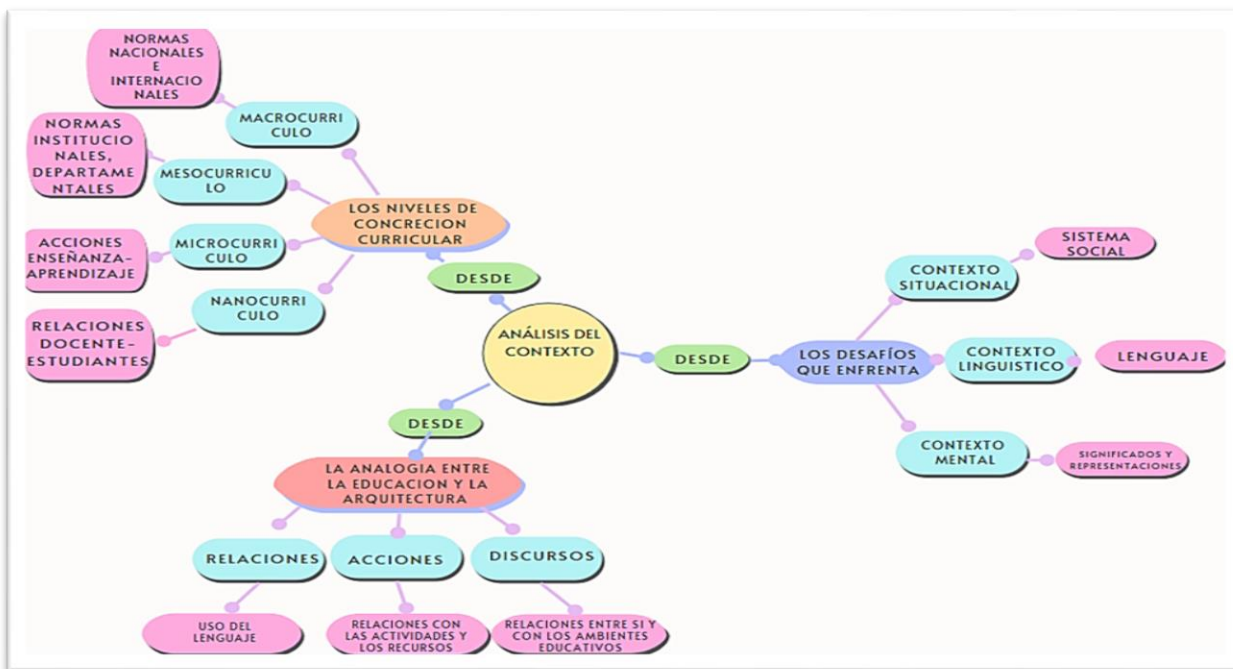 NORMAS
NACIONALES
E
INTERNACIO
NALES
MACROCURRI
CULO
NORMAS
INSTITUCIO
NALES,
DEPARTAME
NTALES
MESOCURRICU
LO
LOS NIVELES DE
CONCRECION
CURRICULAR
ACCIONES
ENSEÑANZA-
APRENDIZAJE
MICROCURRI
CULO
NANOCURRI
CULO
RELACIONES
DOCENTE-
ESTUDIANTES
DESDE
ANÁLISIS DEL
CONTEXTO
DESDE
LOS DESAFÍOS
QUE ENFRENTA
CONTEXTO
SITUACIONAL
SISTEMA
SOCIAL
CONTEXTO
LINGUISTICO
LENGUAJE
CONTEXTO
MENTAL
SIGNIFICADOS Y
REPRESENTACIONES
DESDE
LA ANALOGIA ENTRE
LA EDUCACION Y LA
ARQUITECTURA
RELACIONES
ACCIONES
DISCURSOS
USO DEL
LENGUAJE
RELACIONES CON
LAS ACTIVIDADES Y
LOS RECURSOS
RELACIONES ENTRE SI Y
CON LOS AMBIENTES
EDUCATIVOS